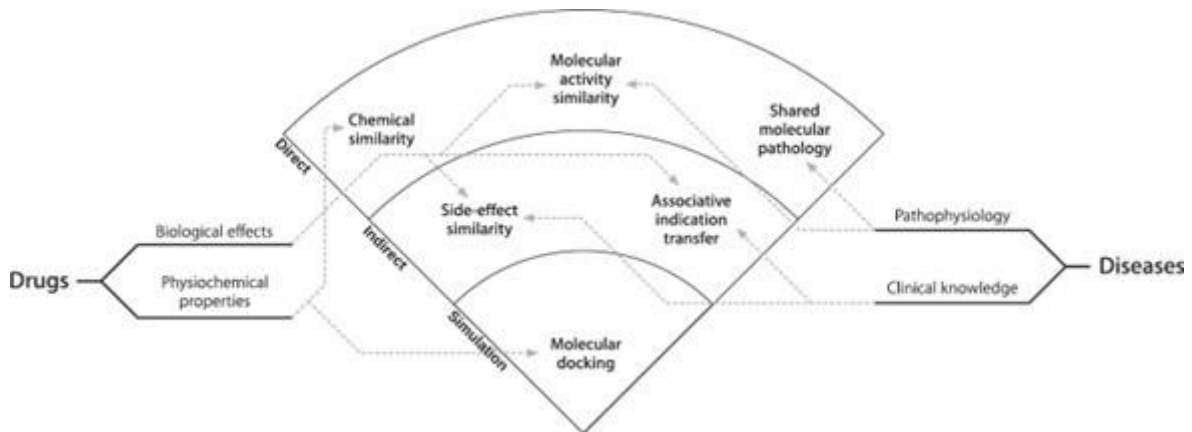 Molecular
activity
similarity
Chemical
similarity
Shared
molecular
pathology
Direct
Side-effect
similarity
Associative
indication
transfer
Indirect
Biological effects
Drugs
Physiochemical
properties
Pathophysiology
Diseases
Clinical knowledge
Simulation
Molecular
docking